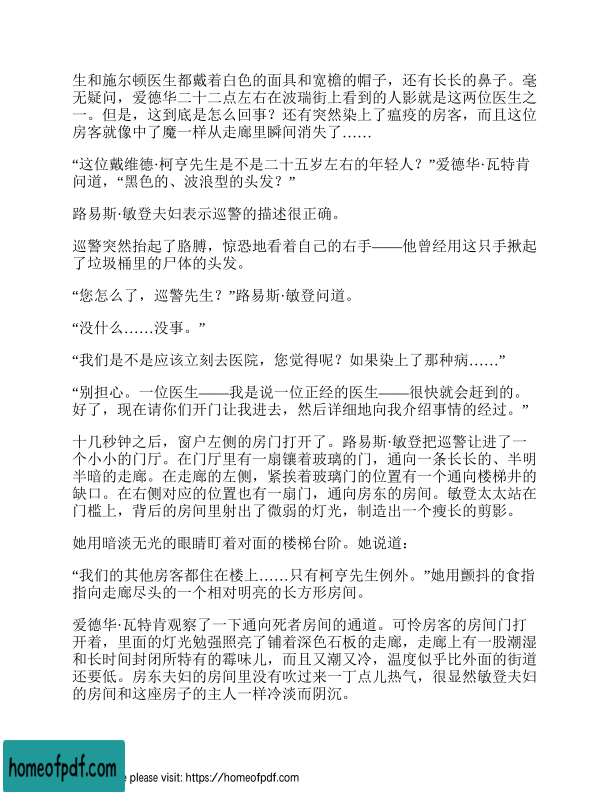 生和施尔顿医生都戴着白色的面具和宽檐的帽子，还有长长的鼻子。毫
无疑问，爱德华二十二点左右在波瑞街上看到的人影就是这两位医生之
一。但是，这到底是怎么回事？还有突然染上了瘟疫的房客，而且这位
房客就像中了魔一样从走廊里瞬间消失了……
“这位戴维德·柯亨先生是不是二十五岁左右的年轻人？”爱德华·瓦特肯
问道，“黑色的、波浪型的头发？”
路易斯·敏登夫妇表示巡警的描述很正确。
巡警突然抬起了胳膊，惊恐地看着自己的右手——他曾经用这只手揪起
了垃圾桶里的尸体的头发。
“您怎么了，巡警先生？”路易斯·敏登问道。
“没什么……没事。”
“我们是不是应该立刻去医院，您觉得呢？如果染上了那种病……”
“别担心。一位医生——我是说一位正经的医生——很快就会赶到的。
好了，现在请你们开门让我进去，然后详细地向我介绍事情的经过。”
十几秒钟之后，窗户左侧的房门打开了。路易斯·敏登把巡警让进了一
个小小的门厅。在门厅里有一扇镶着玻璃的门，通向一条长长的、半明
半暗的走廊。在走廊的左侧，紧挨着玻璃门的位置有一个通向楼梯井的
缺口。在右侧对应的位置也有一扇门，通向房东的房间。敏登太太站在
门槛上，背后的房间里射出了微弱的灯光，制造出一个瘦长的剪影。
她用暗淡无光的眼睛盯着对面的楼梯台阶。她说道：
“我们的其他房客都住在楼上……只有柯亨先生例外。”她用颤抖的食指
指向走廊尽头的一个相对明亮的长方形房间。
爱德华·瓦特肯观察了一下通向死者房间的通道。可怜房客的房间门打
开着，里面的灯光勉强照亮了铺着深色石板的走廊，走廊上有一股潮湿
和长时间封闭所特有的霉味儿，而且又潮又冷，温度似乎比外面的街道
还要低。房东夫妇的房间里没有吹过来一丁点儿热气，很显然敏登夫妇
的房间和这座房子的主人一样冷淡而阴沉。
homeofpdf.com
e please visit: https://homeofpdf.com